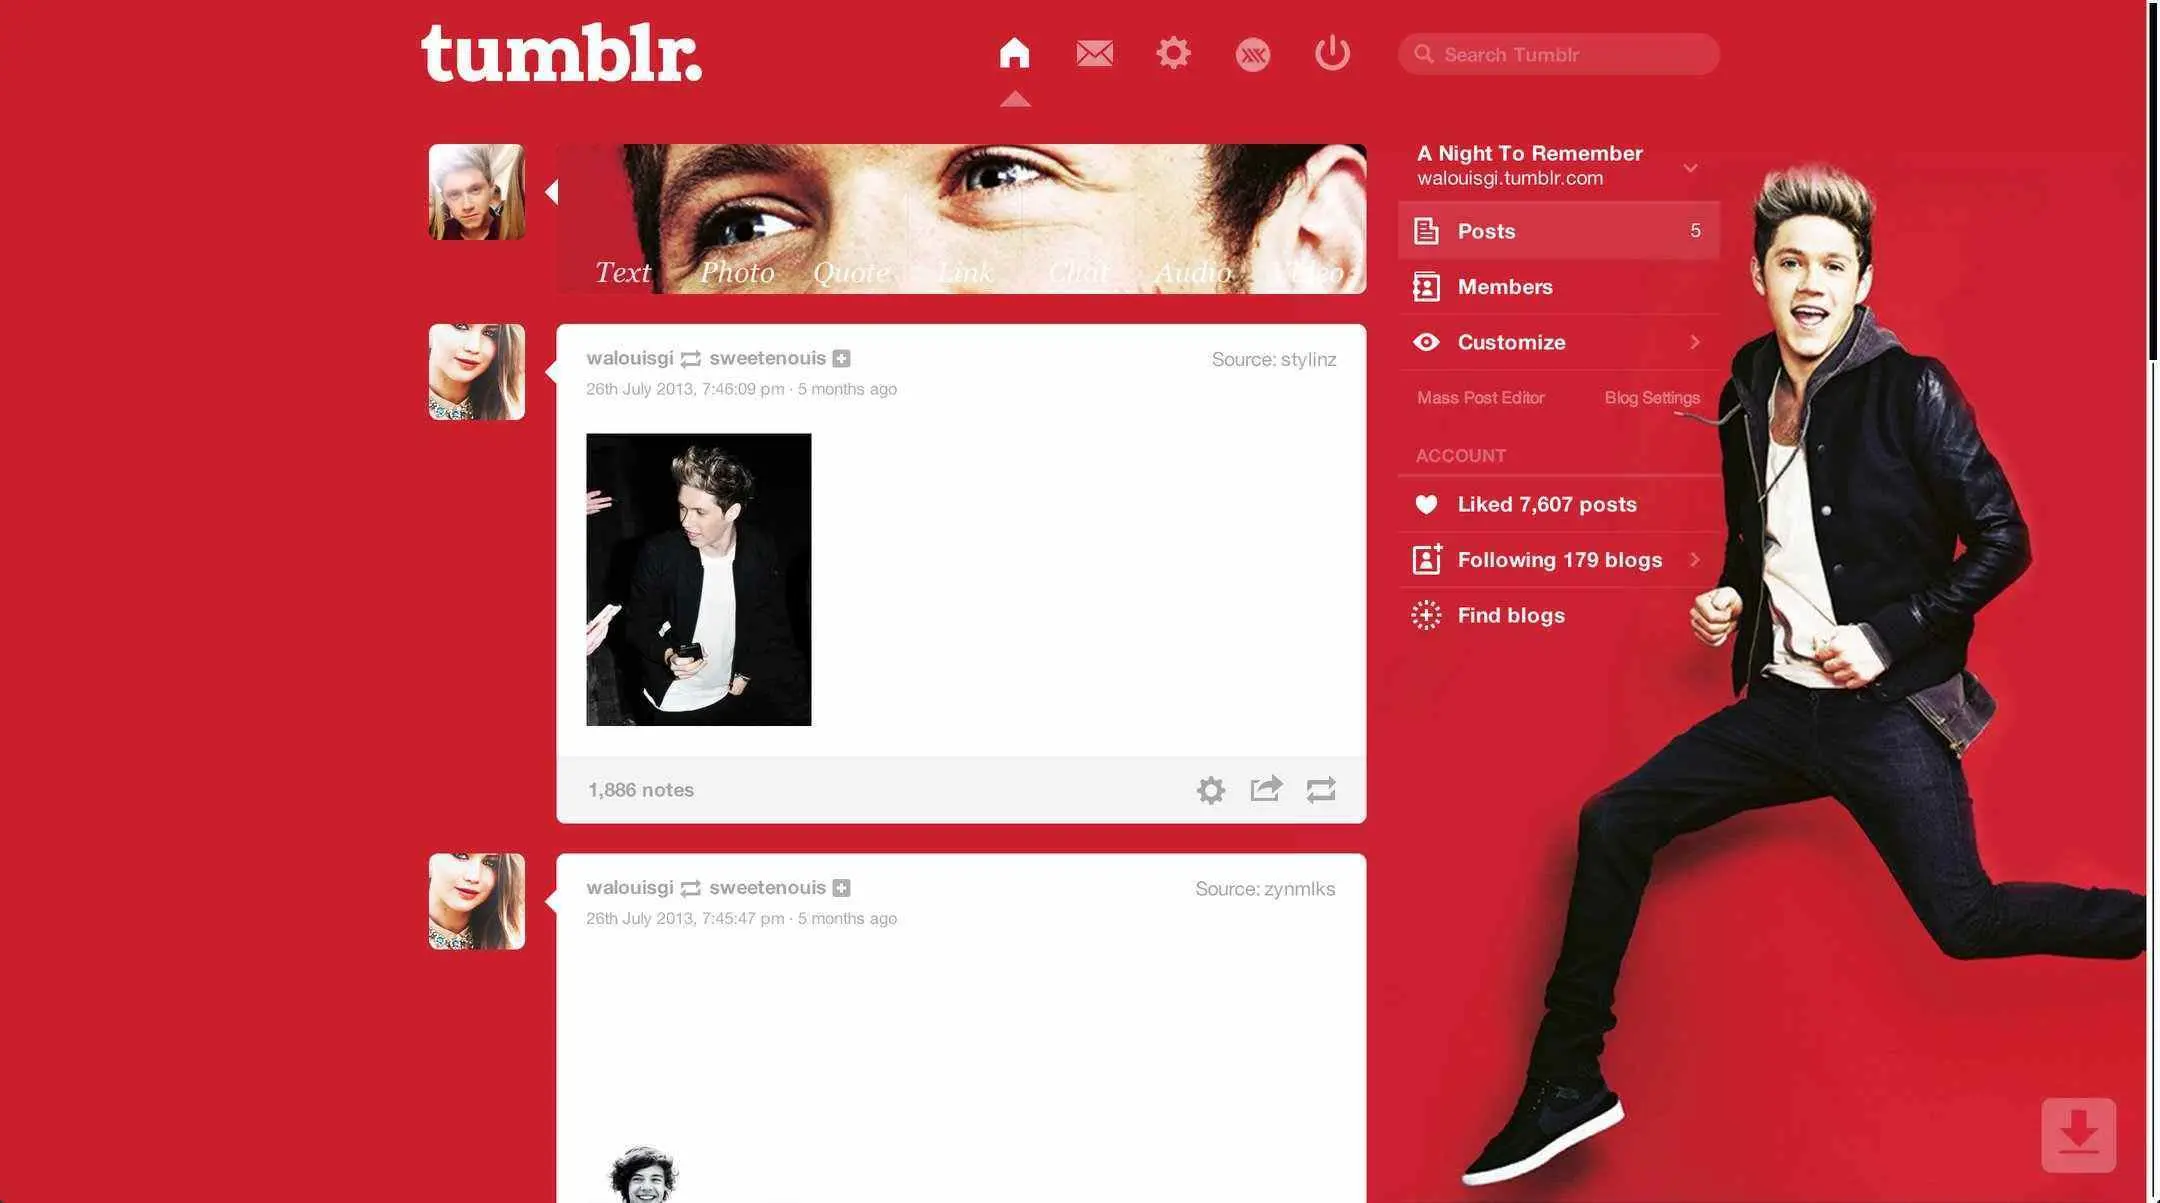 tumblr.
Search Tumblr
A Night To Remember
walouisgi.tumblr.com
Text Photo Quote Link Chat Audio Video
Posts 5
Members
Customize
Mass Post Editor Blog Settings
ACCOUNT
Liked 7,607 posts
Following 179 blogs
Find blogs
walouisgi sweetenouis
Source: stylinz
26th July 2013, 7:46:09 pm · 5 months ago
1,886 notes
walouisgi sweetenouis
Source: zynmlks
26th July 2013, 7:45:47 pm · 5 months ago